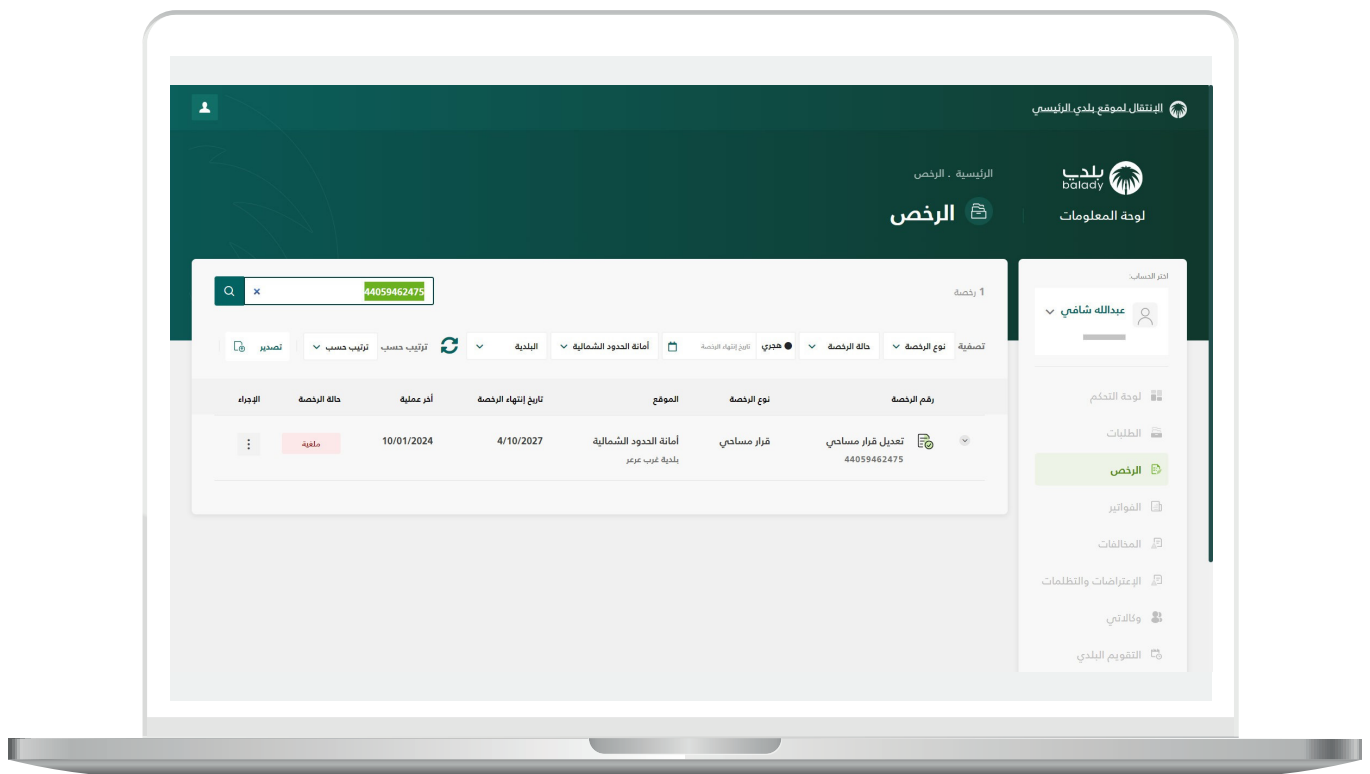 الإنتقال لموقع بلدي الرئيسي
بلدي
balady
لوحة المعلومات
الرئيسية . الرخص
الرخص
اختر الحساب:
عبدالله شافي
لوحة التحكم
الطلبات
الرخص
الفواتير
المخالفات
الإعتراضات والتظلمات
وكالاتي
التقويم البلدي
1 رخصة
44059462475
تصفية نوع الرخصة حالة الرخصة هجري تاريخ إنتهاء الرخصة أمانة الحدود الشمالية البلدية ترتيب حسب ترتيب حسب تصدير
رقم الرخصة نوع الرخصة الموقع تاريخ إنتهاء الرخصة أخر عملية حالة الرخصة الإجراء
تعديل قرار مساحي قرار مساحي أمانة الحدود الشمالية 4/10/2027 10/01/2024 ملغية
44059462475 بلدية غرب عرعر